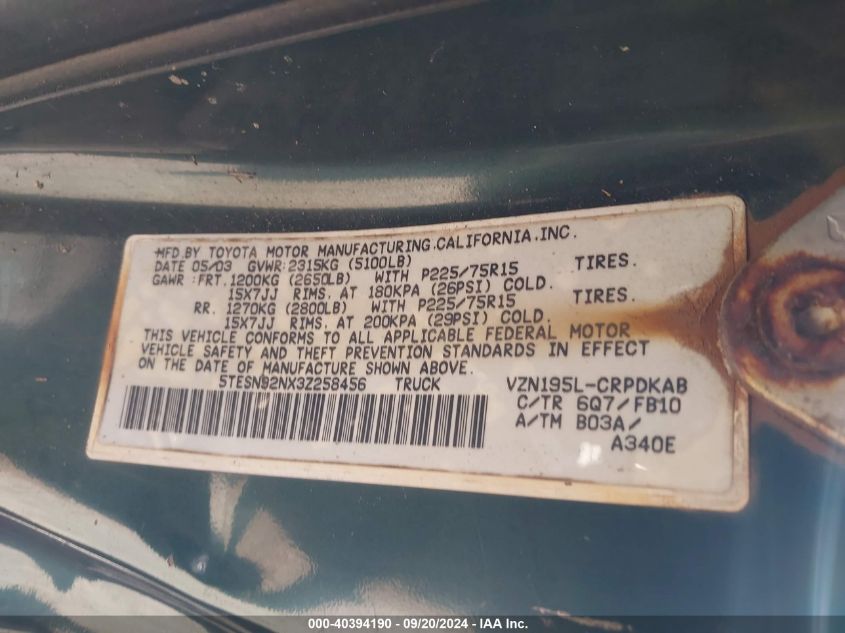 MFD.BY TOYOTA MOTOR MANUFACTURING.CALIFORNIA.INC.
DATE 05/03 GVWR:2315KG (5100LB)
GAWR :FRT.1200KG (2650LB) WITH P225/75R15 TIRES.
15X7JJ RIMS. AT 180KPA (26PSI) COLD.
RR. 1270KG (2800LB) WITH P225/75R15 TIRES.
15X7JJ RIMS. AT 200KPA (29PSI) COLD.
THIS VEHICLE CONFORMS TO ALL APPLICABLE FEDERAL MOTOR
VEHICLE SAFETY AND THEFT PREVENTION STANDARDS IN EFFECT
ON THE DATE OF MANUFACTURE SHOWN ABOVE.
5TESN92NX3Z258456 TRUCK VZN195L-CRPDKAB
C/TR 6Q7/FB10
A/TM B03A/
A340E
000-40394190 - 09/20/2024 - IAA Inc.